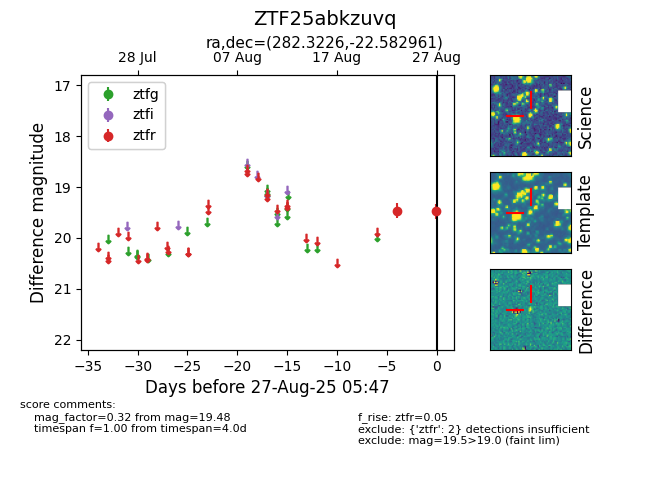 ZTF25abkzuvq
ra,dec=(282.3226,-22.582961)
28 Jul 07 Aug 17 Aug 27 Aug
ztfg
ztfi
ztfr
17
18
19
20
21
22
Difference magnitude
−35 −30 −25 −20 −15 −10 −5 0
Days before 27-Aug-25 05:47
Science
Template
Difference
score comments:
mag_factor=0.32 from mag=19.48
timespan f=1.00 from timespan=4.0d
f_rise: ztfr=0.05
exclude: {'ztfr': 2} detections insufficient
exclude: mag=19.5>19.0 (faint lim)